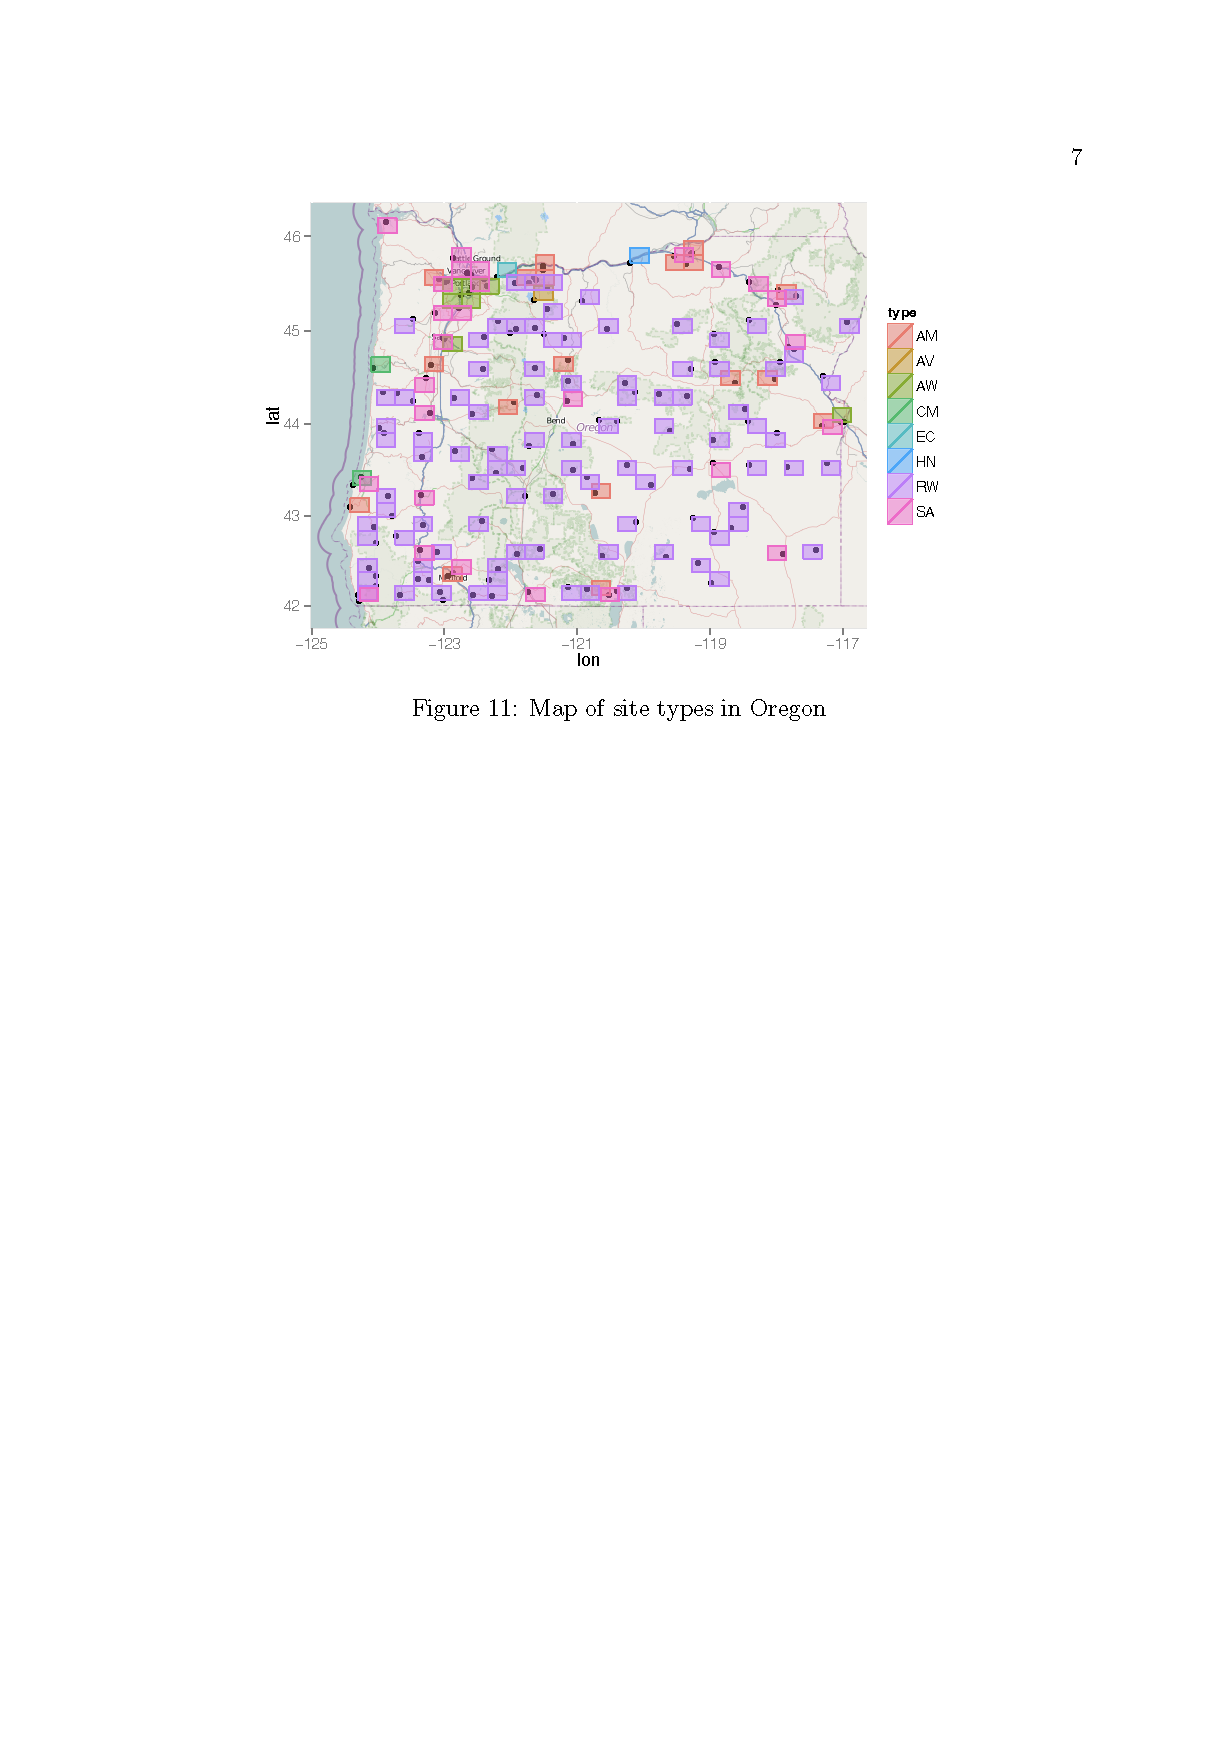 7
46
45
44
43
42
lat
Bend
Oregon
−125
−123
−121
−119
−117
lon
type
AM
AV
AW
CM
EC
HN
RW
SA
Figure 11: Map of site types in Oregon